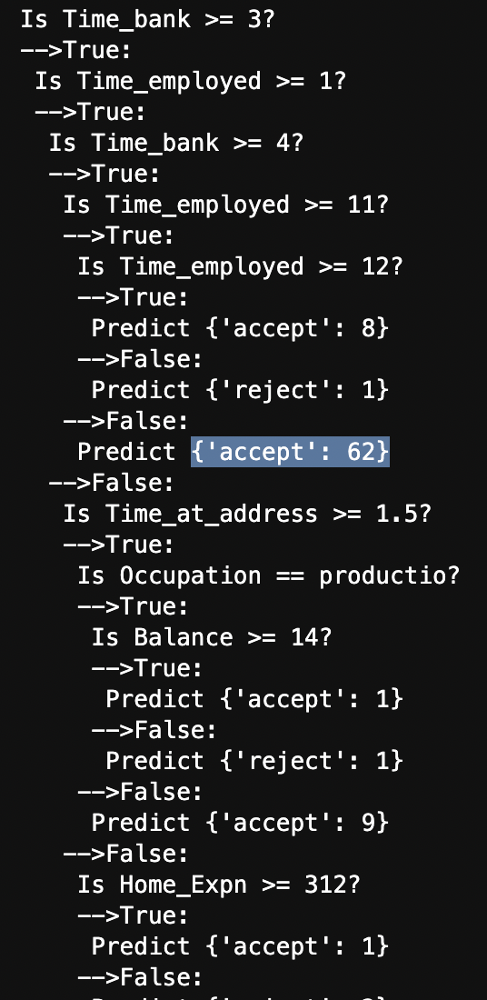 Is Time_bank >= 3?
-->True:
 Is Time_employed >= 1?
 -->True:
  Is Time_bank >= 4?
  -->True:
   Is Time_employed >= 11?
   -->True:
    Is Time_employed >= 12?
    -->True:
     Predict {'accept': 8}
    -->False:
     Predict {'reject': 1}
   -->False:
    Predict {'accept': 62}
  -->False:
   Is Time_at_address >= 1.5?
   -->True:
    Is Occupation == productio?
    -->True:
     Is Balance >= 14?
     -->True:
      Predict {'accept': 1}
     -->False:
      Predict {'reject': 1}
    -->False:
     Predict {'accept': 9}
   -->False:
    Is Home_Expn >= 312?
    -->True:
     Predict {'accept': 1}
    -->False: